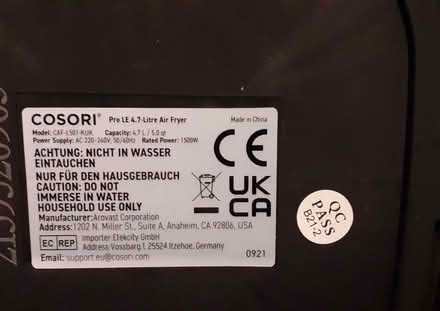 COSORI® Pro LE 4.7-Litre Air Fryer Made in China
Model: CAF-L501-KUK Capacity: 4.7 L / 5.0 qt
Power Supply: AC 220-240V, 50/60Hz Rated Power: 1500W
ACHTUNG: NICHT IN WASSER
EINTAUCHEN
NUR FÜR DEN HAUSGEBRAUCH
CAUTION: DO NOT
IMMERSE IN WATER
HOUSEHOLD USE ONLY
CE
UK
CA
Manufacturer: Arovast Corporation
Address: 1202 N. Miller St., Suite A, Anaheim, CA 92806, USA
EC REP
Importer: Etekcity GmbH
Address: Vossbarg 1, 25524 Itzehoe, Germany
Email: support.eu@cosori.com
0921
QC
PASS
B21-2